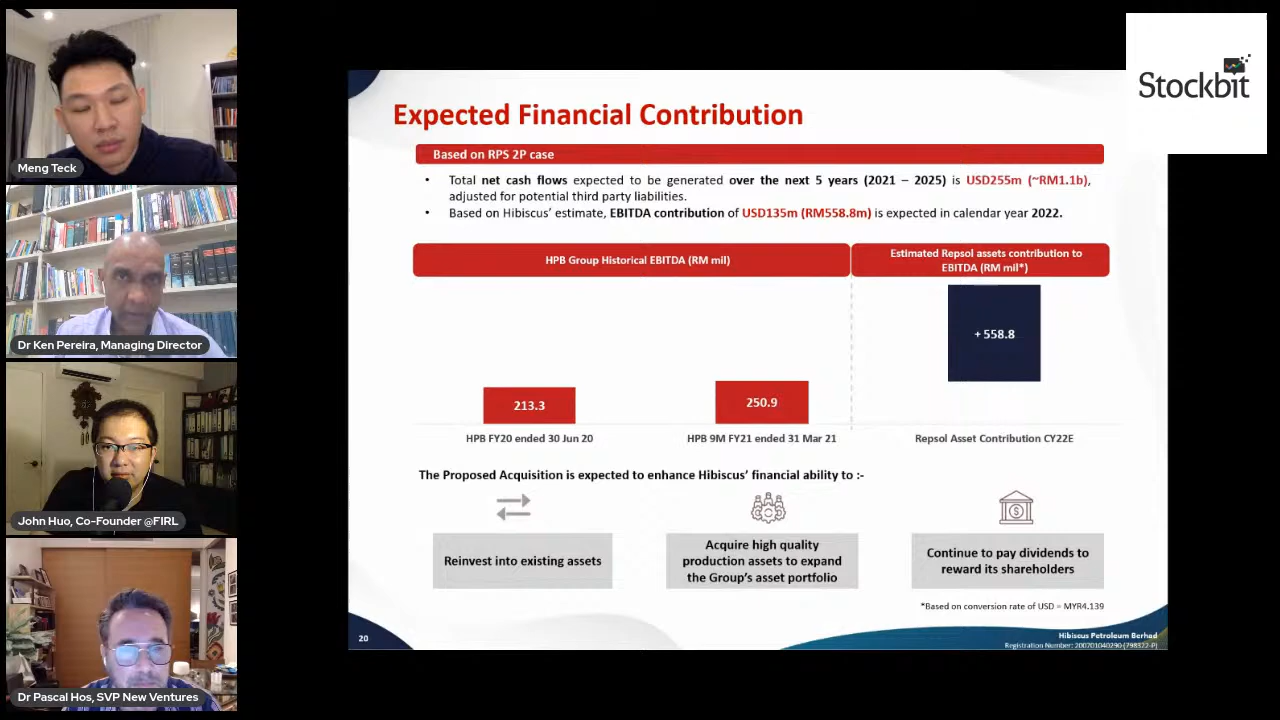 Meng Teck
Dr Ken Pereira, Managing Director
John Huo, Co-Founder @FIRL
Dr Pascal Hos, SVP New Ventures
Stockbit
Expected Financial Contribution
Based on RPS 2P case
• Total net cash flows expected to be generated over the next 5 years (2021 – 2025) is USD255m (~RM1.1b),
adjusted for potential third party liabilities.
• Based on Hibiscus' estimate, EBITDA contribution of USD135m (RM558.8m) is expected in calendar year 2022.
HPB Group Historical EBITDA (RM mil)
Estimated Repsol assets contribution to
EBITDA (RM mil*)
+ 558.8
213.3
250.9
HPB FY20 ended 30 Jun 20
HPB 9M FY21 ended 31 Mar 21
Repsol Asset Contribution CY22E
The Proposed Acquisition is expected to enhance Hibiscus' financial ability to :-
Reinvest into existing assets
Acquire high quality
production assets to expand
the Group's asset portfolio
Continue to pay dividends to
reward its shareholders
*Based on conversion rate of USD = MYR4.139
20
Hibiscus Petroleum Berhad
Registration Number: 200701040290 (798322-P)